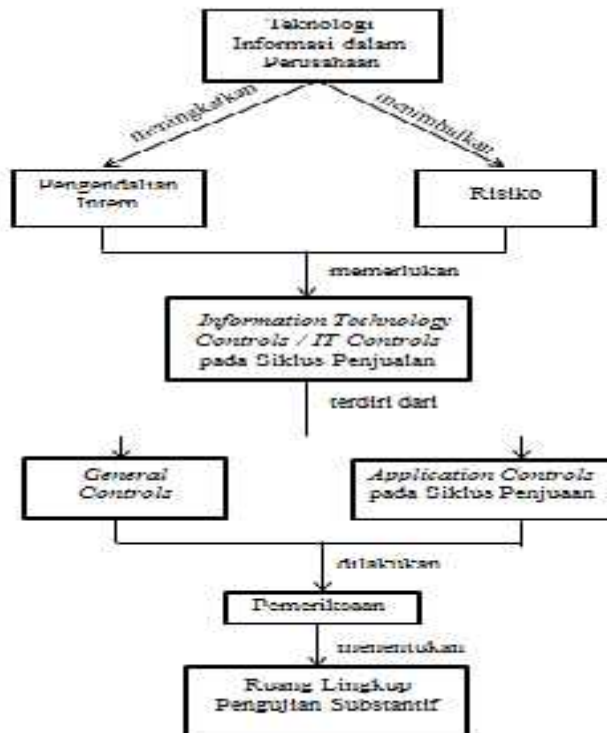 Teknologi
Informasi dalam
Perusahaan
meningkatkan
menimbulkan
Pengendalian
Intern
Risiko
memerlukan
Information Technology
Controls / IT Controls
pada Siklus Penjualan
terdiri dari
General
Controls
Application Controls
pada Siklus Penjuaan
dilakukan
Pemeriksaan
menentukan
Ruang Lingkup
Pengujian Substantif